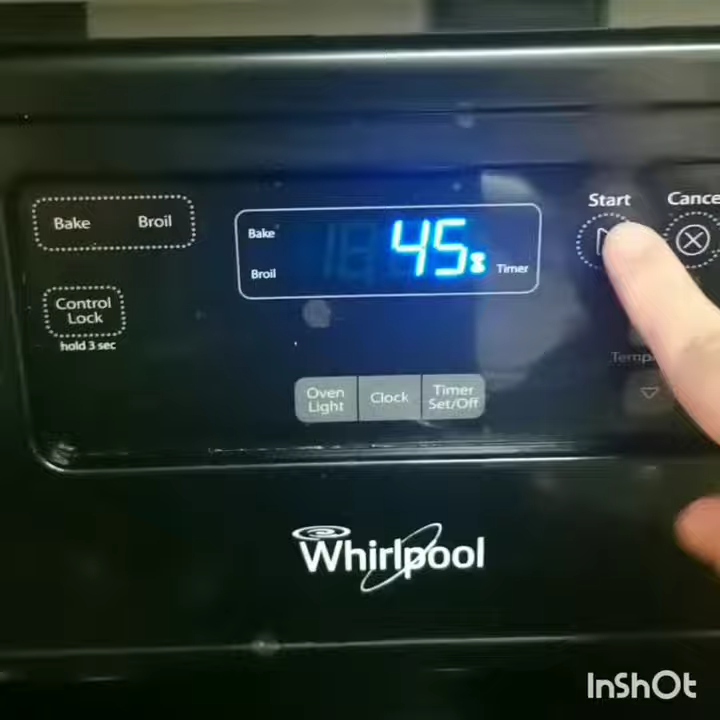 Bake Broil
Control
Lock
hold 3 sec
Bake
Broil
45
Timer
Start
Cance
Oven
Light
Clock
Timer
Set/Off
Whirlpool
InShOt